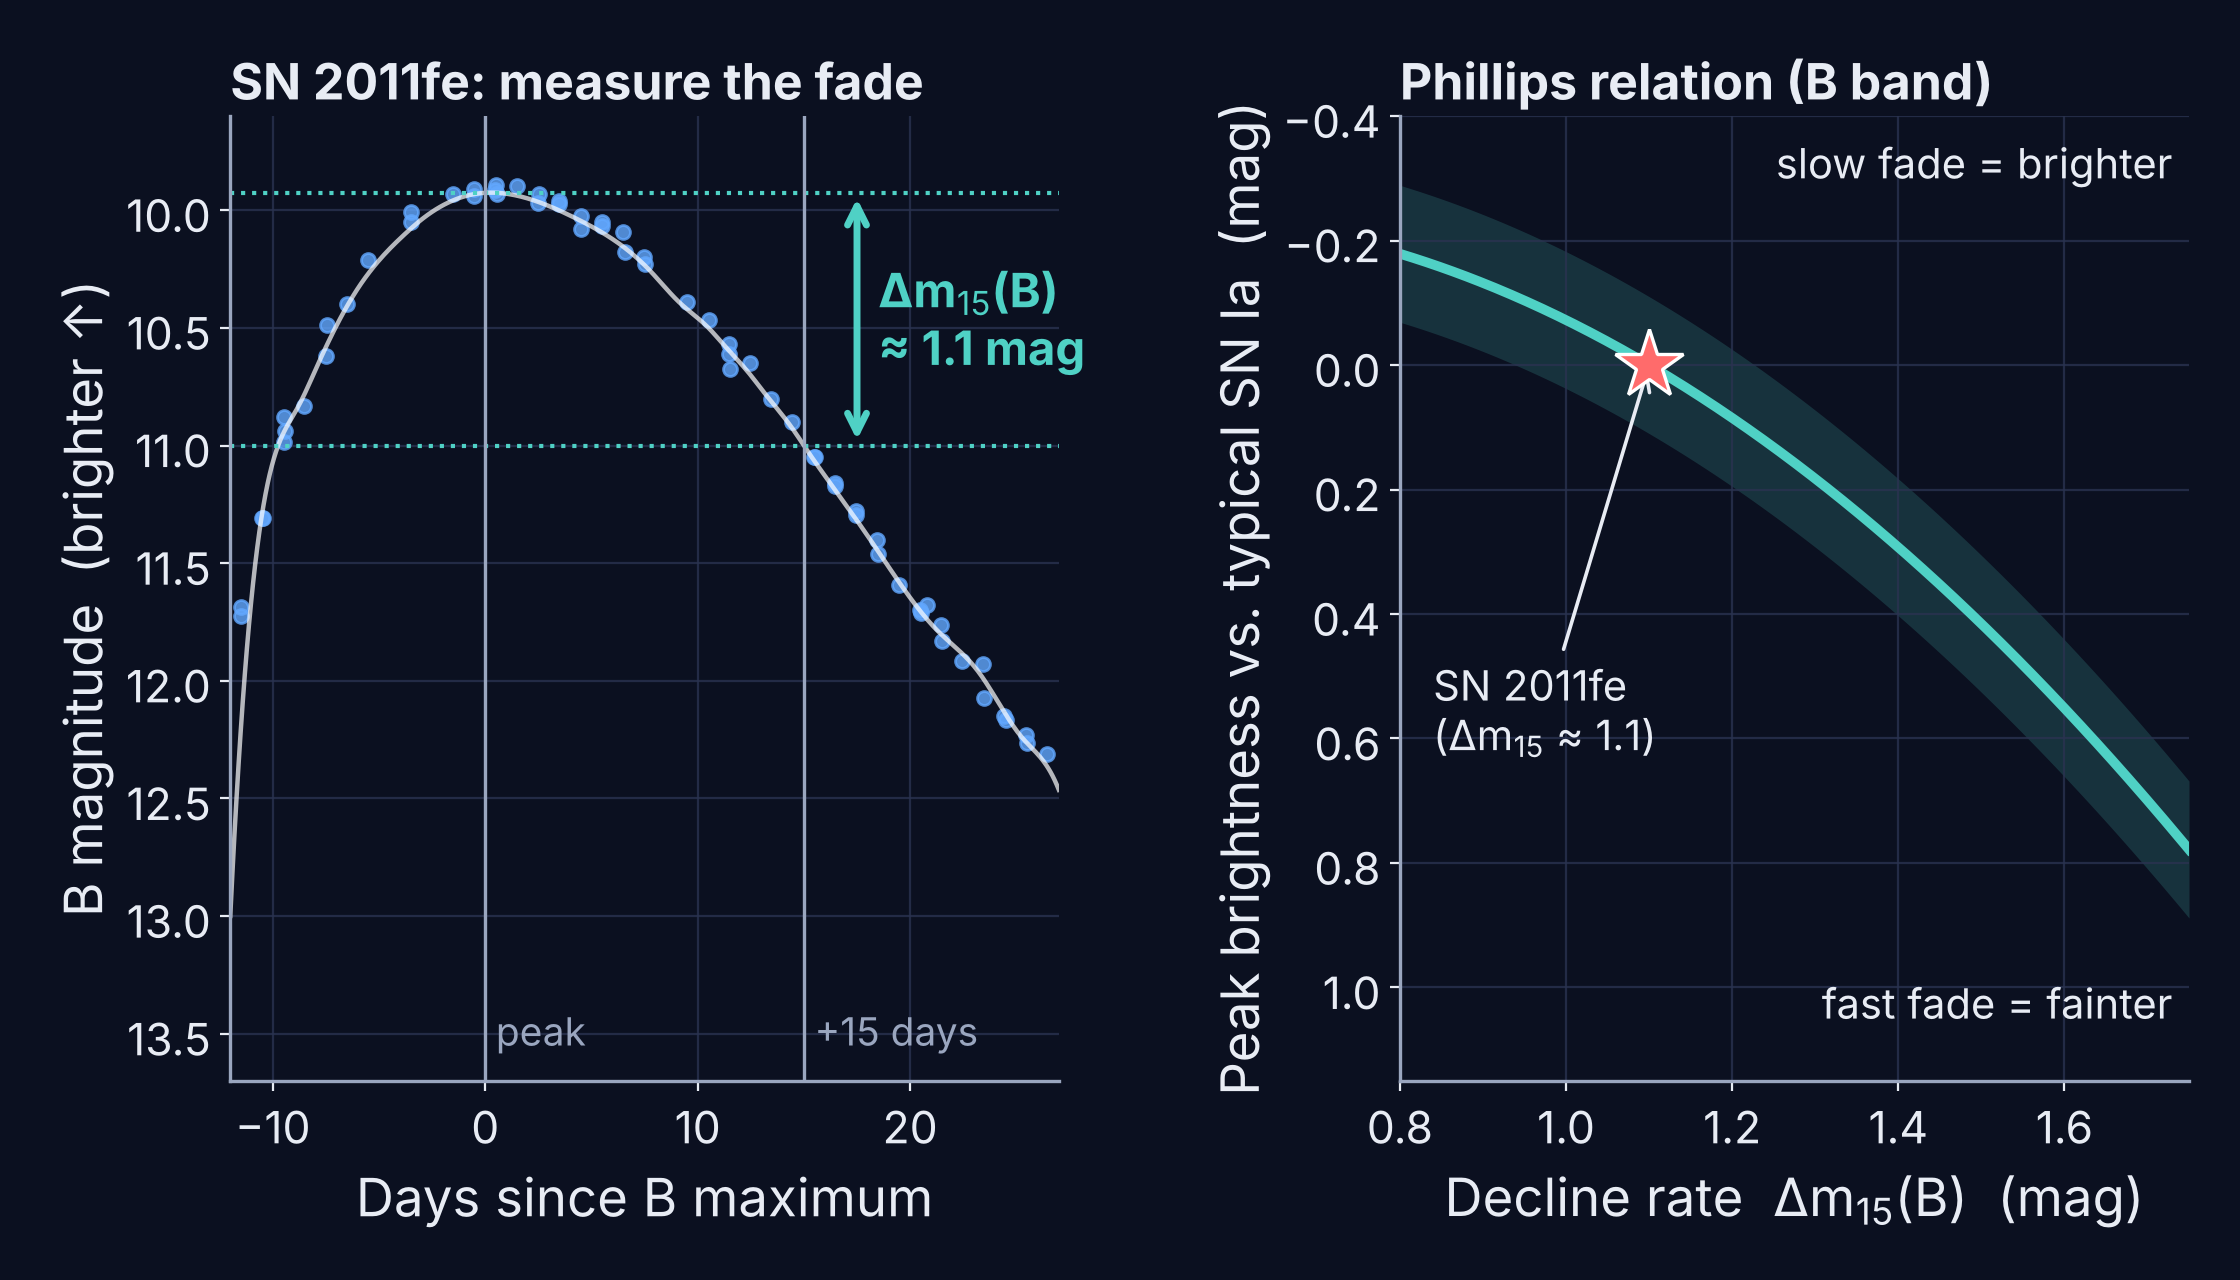 SN 2011fe: measure the fade
B magnitude (brighter ↑)
10.0
10.5
11.0
11.5
12.0
12.5
13.0
13.5
Δm₁₅(B)
≈ 1.1 mag
peak
+15 days
−10
0
10
20
Days since B maximum
Phillips relation (B band)
Peak brightness vs. typical SN Ia (mag)
−0.4
−0.2
0.0
0.2
0.4
0.6
0.8
1.0
slow fade = brighter
SN 2011fe
(Δm₁₅ ≈ 1.1)
fast fade = fainter
0.8
1.0
1.2
1.4
1.6
Decline rate Δm₁₅(B) (mag)